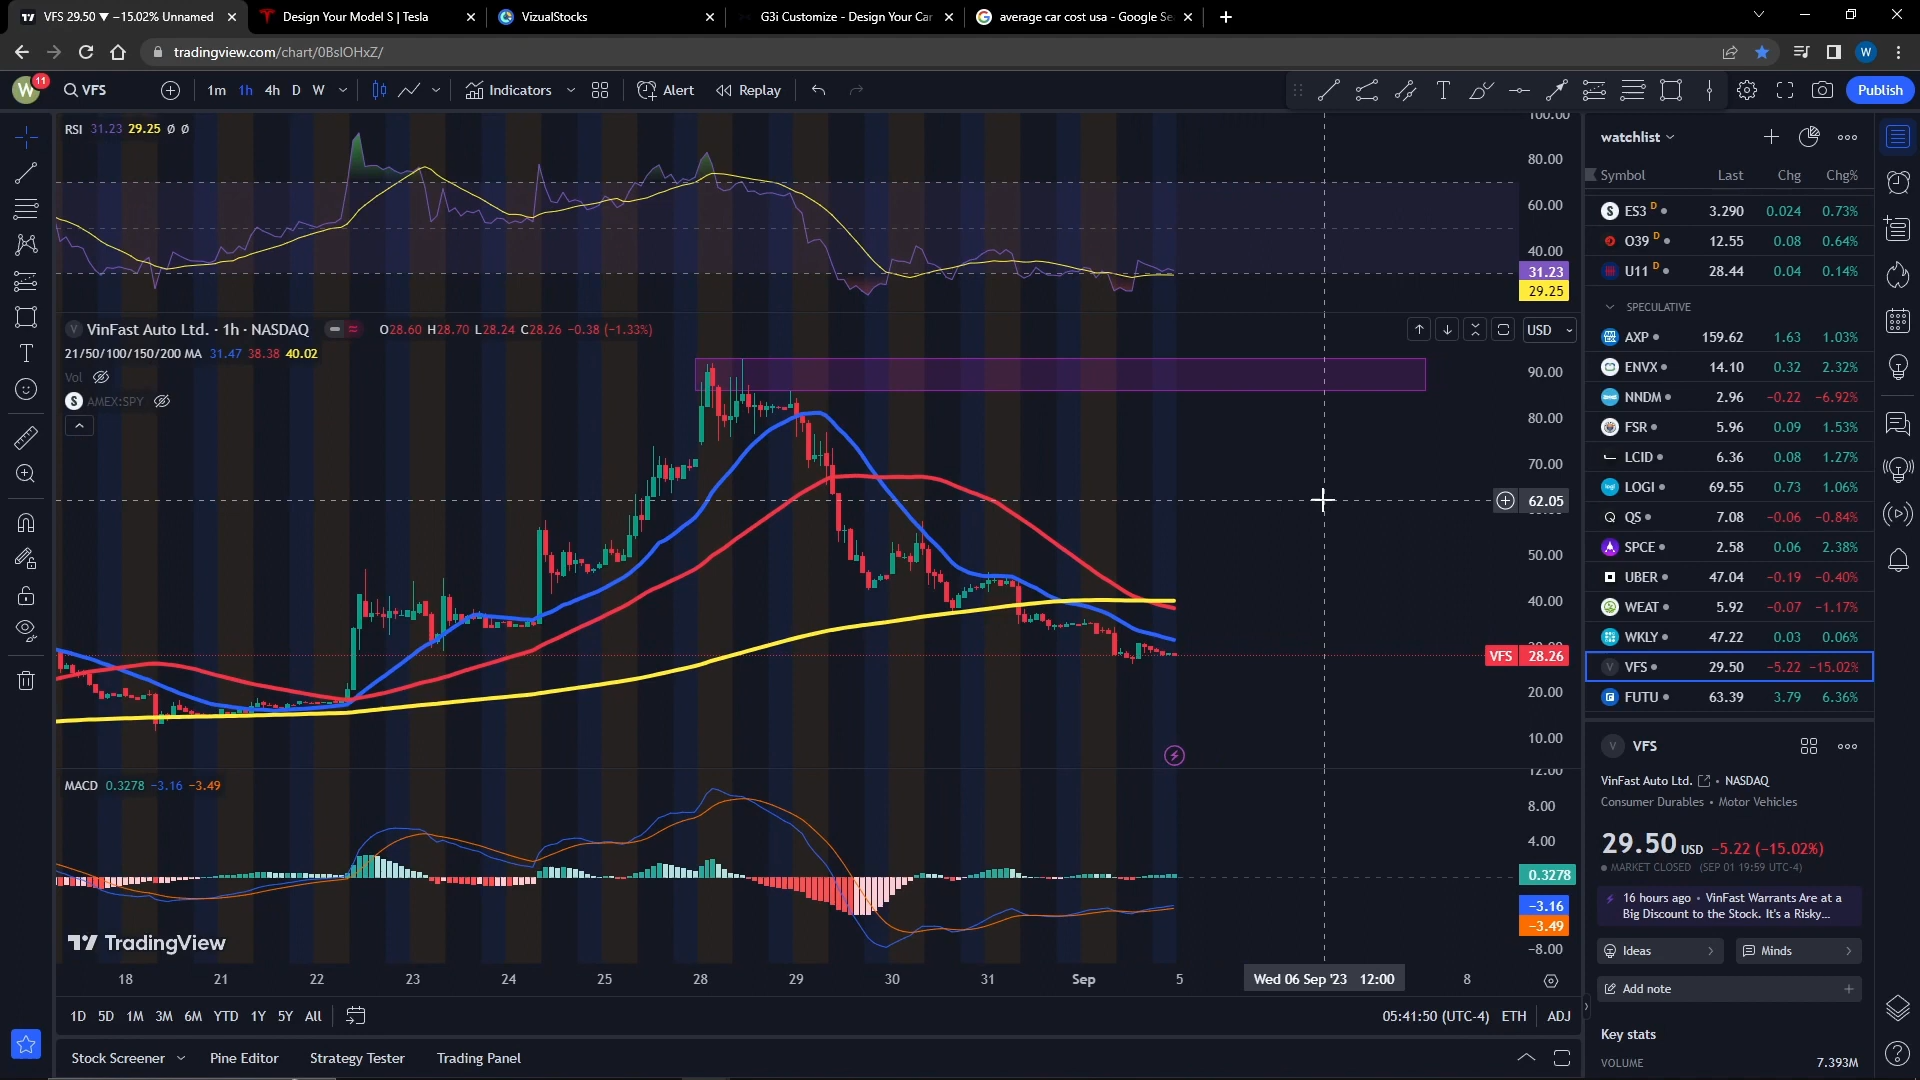 VFS 29.50 ▼ −15.02% Unnamed
Design Your Model S | Tesla
VizualStocks
G3i Customize - Design Your Car
average car cost usa - Google Se
tradingview.com/chart/0BslOHxZ/
W
W 11
VFS
1m 1h 4h D W
Indicators
Alert
Replay
Publish
RSI 31.23 29.25 Ø Ø
100.00
80.00
60.00
40.00
31.23
29.25
VinFast Auto Ltd. · 1h · NASDAQ
O28.60 H28.70 L28.24 C28.26 −0.38 (−1.33%)
USD
21/50/100/150/200 MA 31.47 38.38 40.02
Vol
S AMEX:SPY
90.00
80.00
70.00
62.05
50.00
40.00
VFS 28.26
20.00
10.00
MACD 0.3278 −3.16 −3.49
12.00
8.00
4.00
0.3278
−3.16
−3.49
−8.00
TradingView
18 21 22 23 24 25 28 29 30 31 Sep 5 Wed 06 Sep '23 12:00 8
1D 5D 1M 3M 6M YTD 1Y 5Y All
05:41:50 (UTC-4) ETH ADJ
Stock Screener
Pine Editor
Strategy Tester
Trading Panel
watchlist
Symbol Last Chg Chg%
ES3 D 3.290 0.024 0.73%
O39 D 12.55 0.08 0.64%
U11 D 28.44 0.04 0.14%
SPECULATIVE
AXP 159.62 1.63 1.03%
ENVX 14.10 0.32 2.32%
NNDM 2.96 −0.22 −6.92%
FSR 5.96 0.09 1.53%
LCID 6.36 0.08 1.27%
LOGI 69.55 0.73 1.06%
QS 7.08 −0.06 −0.84%
SPCE 2.58 0.06 2.38%
UBER 47.04 −0.19 −0.40%
WEAT 5.92 −0.07 −1.17%
WKLY 47.22 0.03 0.06%
VFS 29.50 −5.22 −15.02%
FUTU 63.39 3.79 6.36%
V VFS
VinFast Auto Ltd. • NASDAQ
Consumer Durables • Motor Vehicles
29.50 USD −5.22 (−15.02%)
MARKET CLOSED (SEP 01 19:59 UTC-4)
16 hours ago • VinFast Warrants Are at a
Big Discount to the Stock. It's a Risky...
Ideas
Minds
Add note
Key stats
VOLUME 7.393M